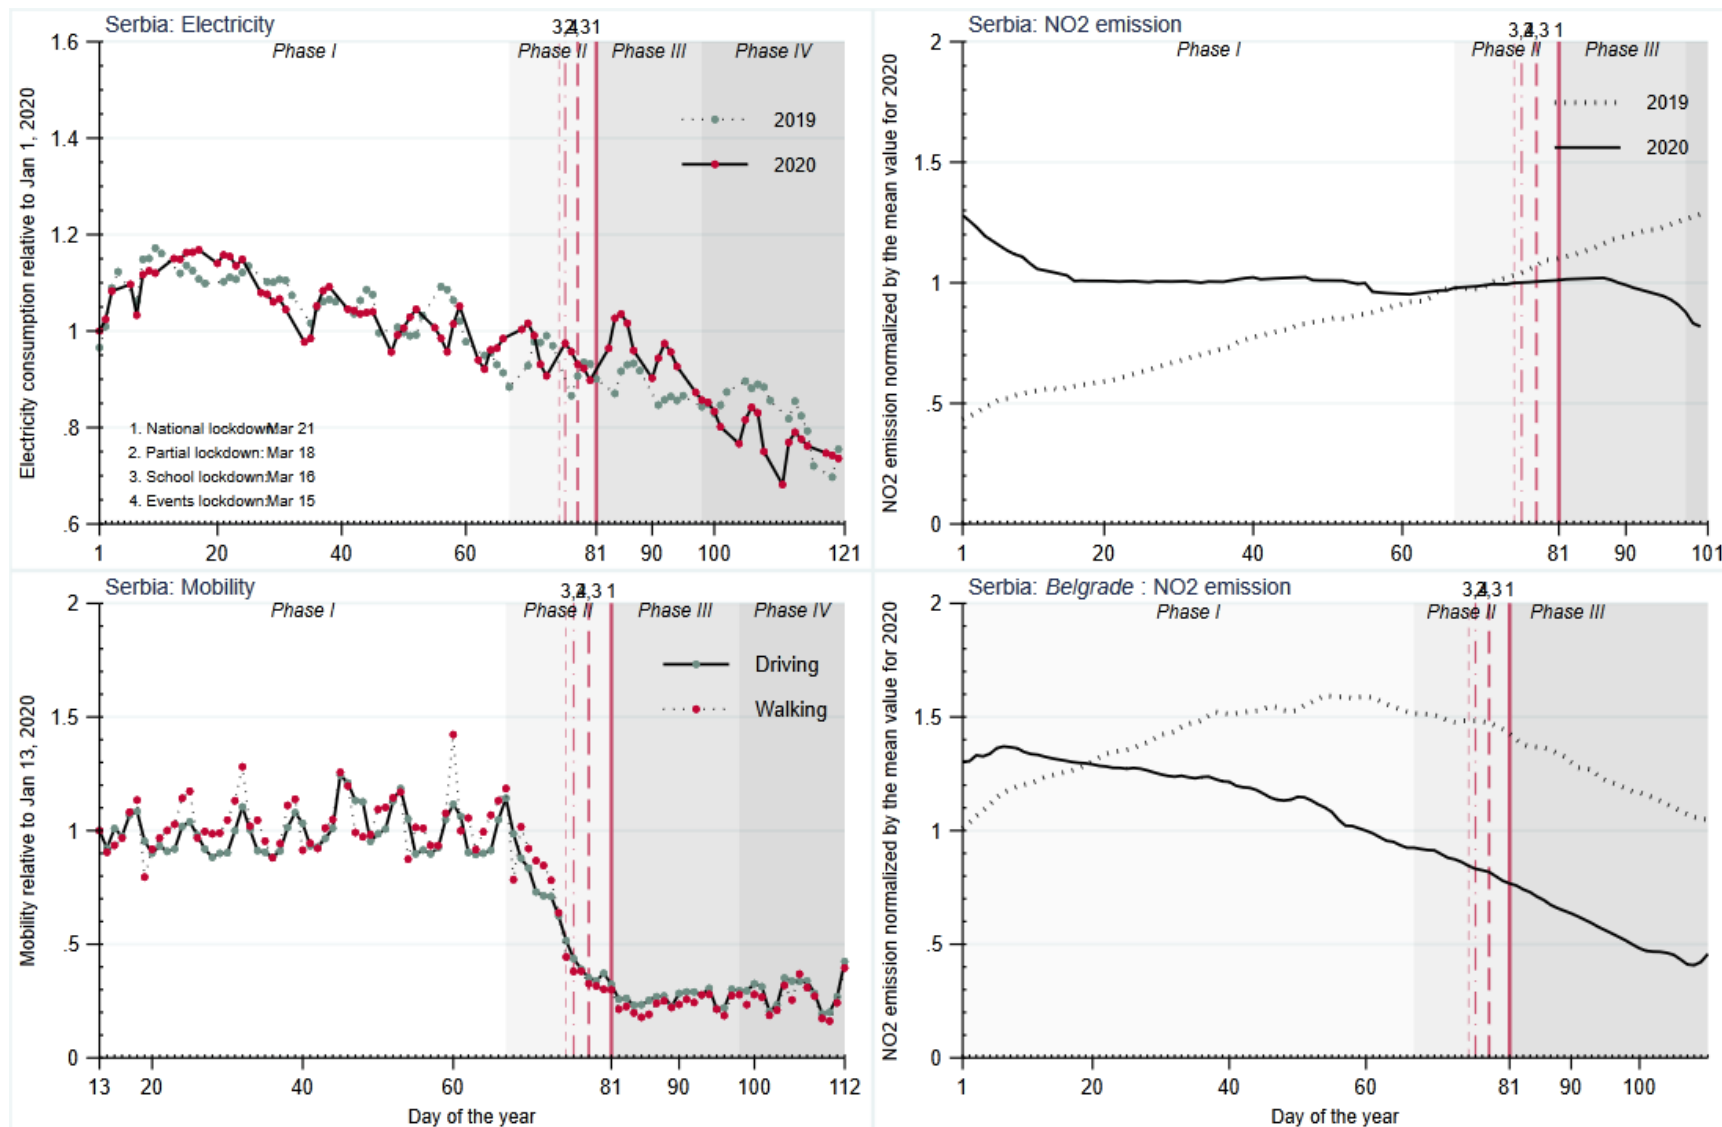 Serbia: Electricity
3,2,4,3 1
Phase I
Phase II
Phase III
Phase IV
Electricity consumption relative to Jan 1, 2020
1.6
1.4
1.2
1
.8
.6
2019
2020
1. National lockdown: Mar 21
2. Partial lockdown: Mar 18
3. School lockdown: Mar 16
4. Events lockdown: Mar 15
1
20
40
60
81
90
100
121
Serbia: NO2 emission
3,3 1
Phase I
Phase II
Phase III
NO2 emission normalized by the mean value for 2020
2
1.5
1
.5
0
2019
2020
1
20
40
60
81
90
101
Serbia: Mobility
3,3 1
Phase I
Phase II
Phase III
Phase IV
Mobility relative to Jan 13, 2020
2
1.5
1
.5
0
Driving
Walking
13
20
40
60
81
90
100
112
Day of the year
Serbia: Belgrade : NO2 emission
3,3 1
Phase I
Phase II
Phase III
NO2 emission normalized by the mean value for 2020
2
1.5
1
.5
0
1
20
40
60
81
90
100
Day of the year